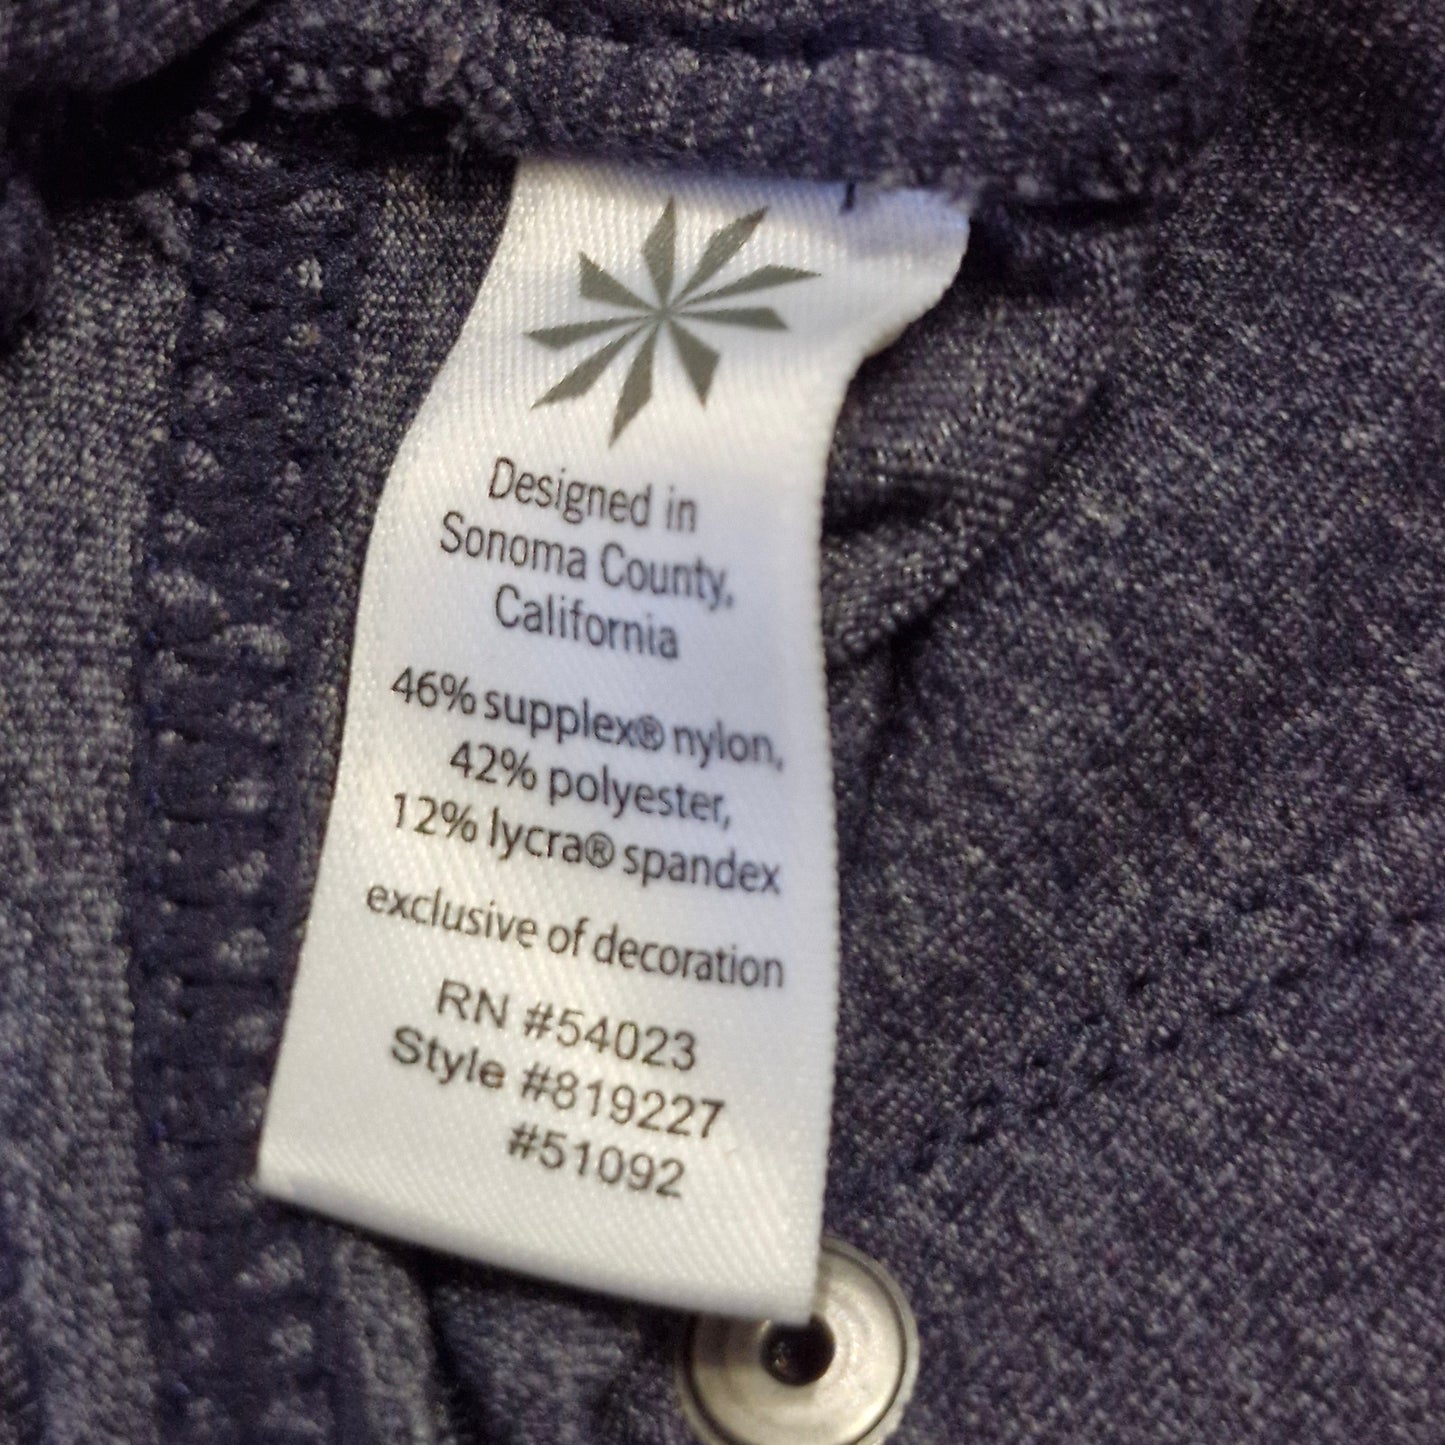 Designed in
Sonoma County,
California
46% supplex® nylon,
42% polyester,
12% lycra® spandex
exclusive of decoration
RN #54023
Style #819227
#51092